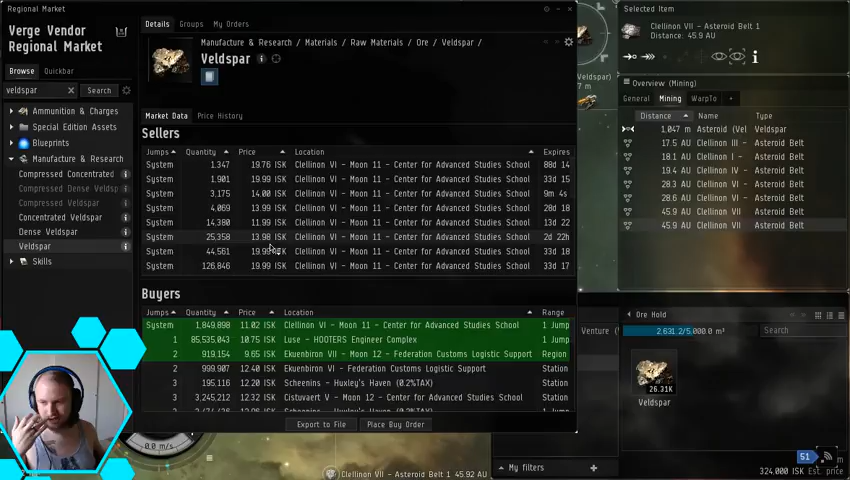 Regional Market
Verge Vendor
Regional Market
Browse
Quickbar
veldspar
Search
Ammunition & Charges
Special Edition Assets
Blueprints
Manufacture & Research
Compressed Concentrated
Compressed Dense Veldsp
Compressed Veldspar
Concentrated Veldspar
Dense Veldspar
Veldspar
Skills
Details
Groups
My Orders
Manufacture & Research / Materials / Raw Materials / Ore / Veldspar /
Veldspar
Market Data
Price History
Sellers
Jumps Quantity Price Location Expires
System 1,347 19.76 ISK Clellinon VI - Moon 11 - Center for Advanced Studies School 88d 14
System 1,901 19.99 ISK Clellinon VI - Moon 11 - Center for Advanced Studies School 33d 15
System 3,175 14.00 ISK Clellinon VI - Moon 11 - Center for Advanced Studies School 9m 4s
System 4,069 13.99 ISK Clellinon VI - Moon 11 - Center for Advanced Studies School 28d 18
System 14,380 11.99 ISK Clellinon VI - Moon 11 - Center for Advanced Studies School 13d 22
System 25,358 13.98 ISK Clellinon VI - Moon 11 - Center for Advanced Studies School 2d 22h
System 44,561 Clellinon VI - Moon 11 - Center for Advanced Studies School 33d 18
System 126,846 19.99 ISK Clellinon VI - Moon 11 - Center for Advanced Studies School 33d 17
Buyers
Jumps Quantity Price Location Range
System 1,849,898 11.02 ISK Clellinon VI - Moon 11 - Center for Advanced Studies School 1 Jump
1 85,535,043 10.75 ISK Luse - HOOTERS Engineer Complex 1 Jump
2 919,154 9.65 ISK Ekuenbiron VII - Moon 12 - Federation Customs Logistic Support Region
2 999,907 12.40 ISK Ekuenbiron VI - Federation Customs Logistic Support Station
3 195,116 12.20 ISK Scheenins - Huxley's Haven (0.2%TAX) Station
3 3,245,212 12.32 ISK Cistuvaert V - Moon 12 - Center for Advanced Studies School Station
Export to File
Place Buy Order
0.0 m/s
Clellinon VII - Asteroid Belt 1 45.92 AU
Selected Item
Clellinon VII - Asteroid Belt 1
Distance: 45.9 AU
Overview (Mining)
General
Mining
WarpTo
Distance Name Type
1,047 m Asteroid (Vel Veldspar
17.5 AU Clellinon III - Asteroid Belt
18.1 AU Clellinon I - Asteroid Belt
19.4 AU Clellinon IV - Asteroid Belt
28.3 AU Clellinon VI - Asteroid Belt
28.6 AU Clellinon VI - Asteroid Belt
45.9 AU Clellinon VII Asteroid Belt
45.9 AU Clellinon VII Asteroid Belt
Venture (
Ore Hold
2,631.2/5,000.0 m³
Search
26.31K
Veldspar
My filters
51
324,000 ISK Est. price